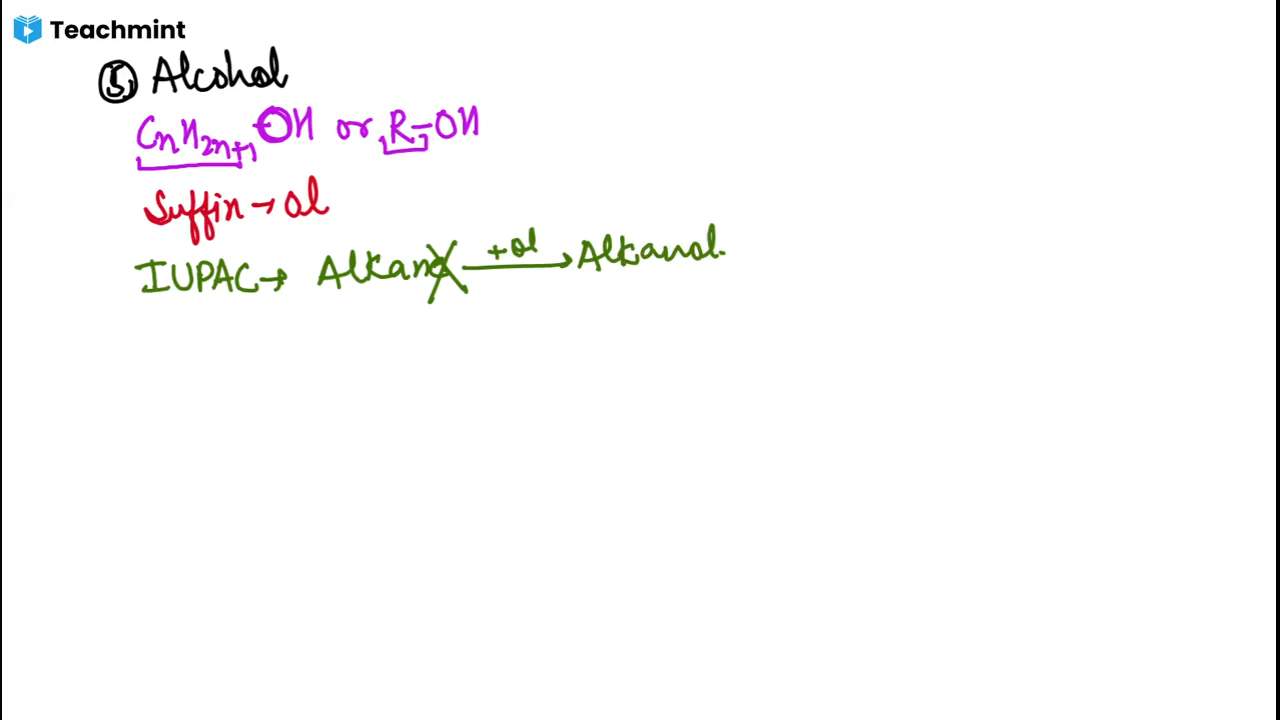 Teachmint
⑤ Alcohol
CnH2n+1-OH or R-OH
Suffix → ol
IUPAC → Alkane +ol → Alkanol.